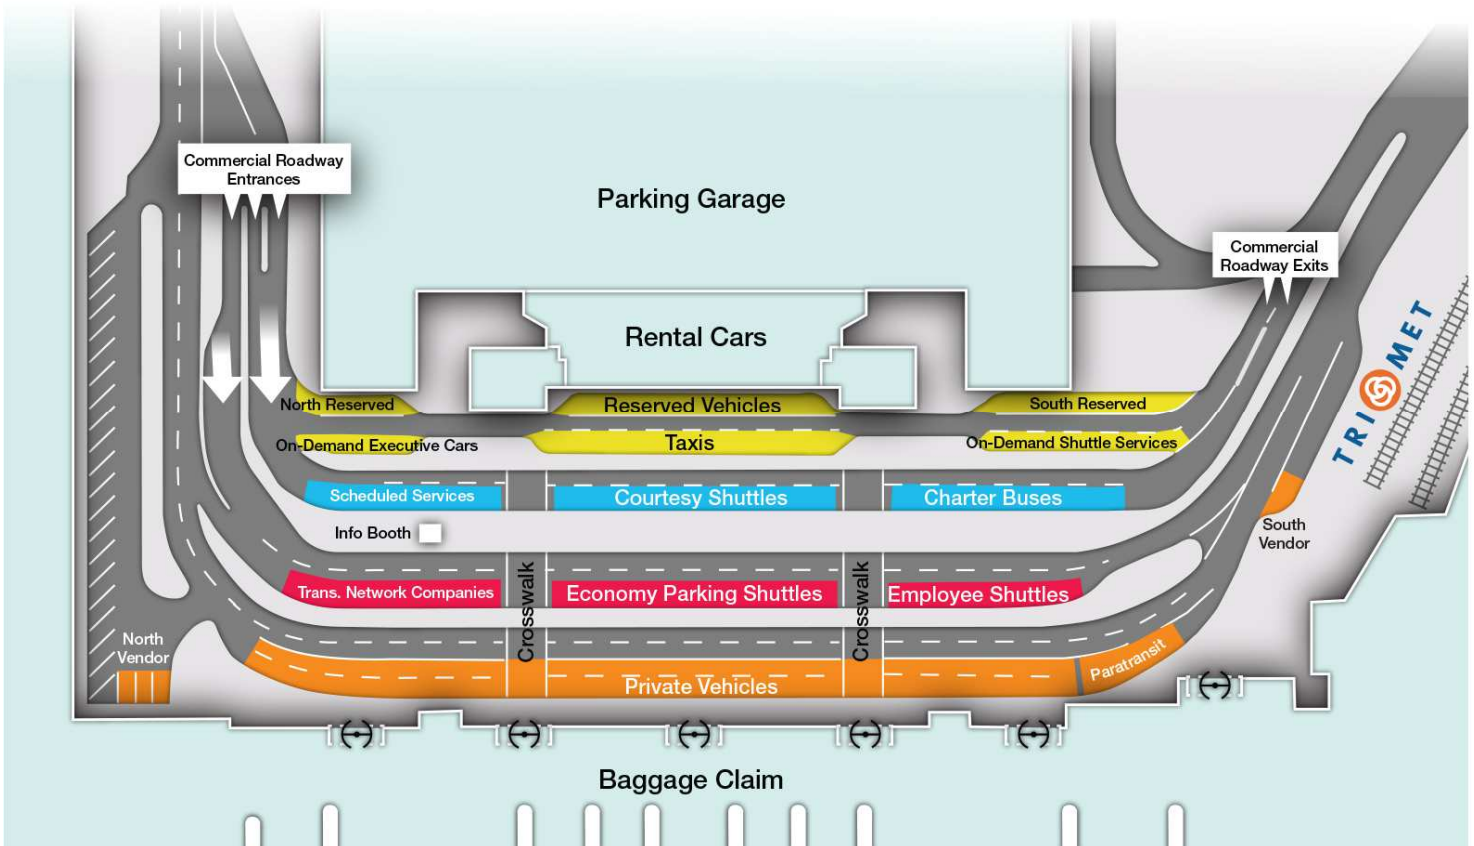 Commercial Roadway
Entrances
Parking Garage
Commercial
Roadway Exits
Rental Cars
TRI MET
North Reserved
Reserved Vehicles
South Reserved
On-Demand Executive Cars
Taxis
On-Demand Shuttle Services
Scheduled Services
Courtesy Shuttles
Charter Buses
Info Booth
South
Vendor
Trans. Network Companies
Crosswalk
Economy Parking Shuttles
Crosswalk
Employee Shuttles
North
Vendor
Private Vehicles
Paratransit
Baggage Claim